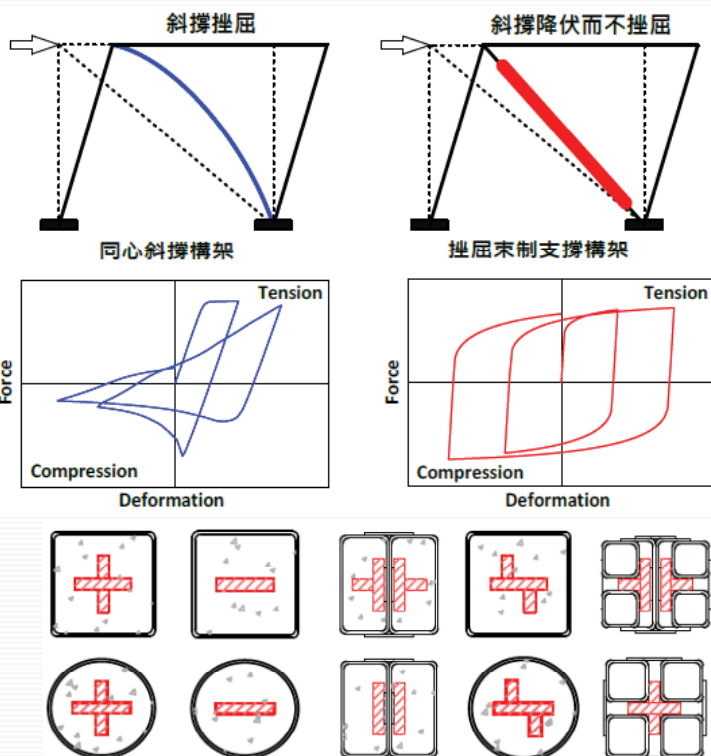 斜撐挫屈
斜撐降伏而不挫屈
同心斜撐構架
挫屈束制支撐構架
Tension
Force
Compression
Deformation
Tension
Force
Compression
Deformation